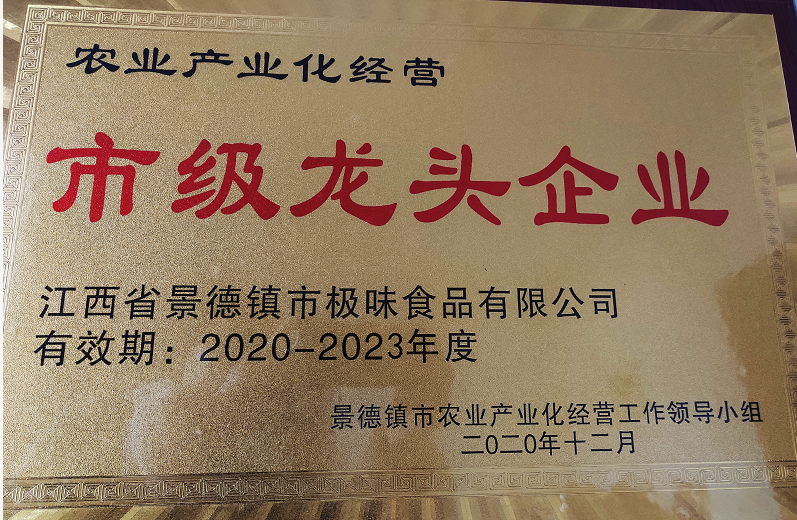 农业产业化经营
市级龙头企业
江西省景德镇市极味食品有限公司
有效期：2020-2023年度
景德镇市农业产业化经营工作领导小组
二〇二〇年十二月